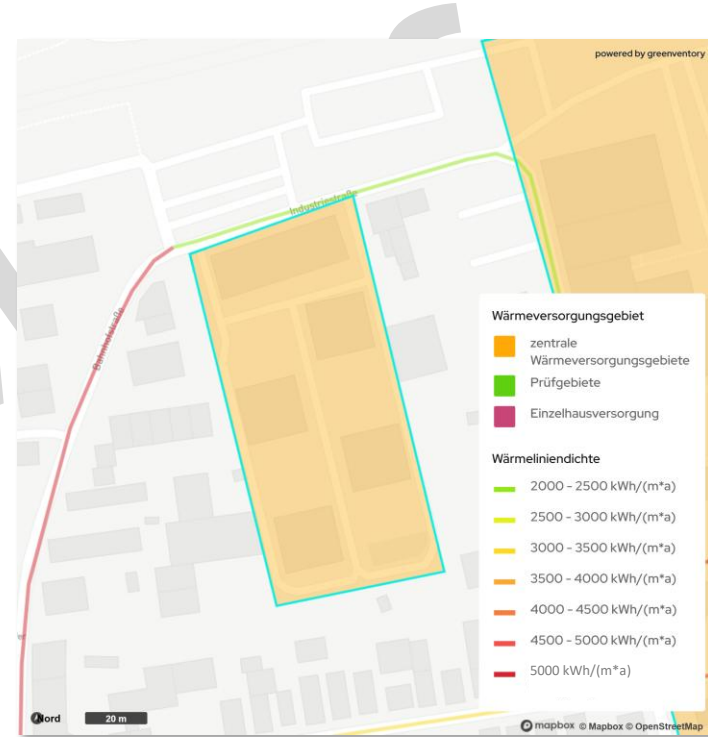 powered by greenventory
Industriestraße
Bahnhofstraße
Wärmeversorgungsgebiet
zentrale
Wärmeversorgungsgebiete
Prüfgebiete
Einzelhausversorgung
Wärmeliniendichte
2000 - 2500 kWh/(m*a)
2500 - 3000 kWh/(m*a)
3000 - 3500 kWh/(m*a)
3500 - 4000 kWh/(m*a)
4000 - 4500 kWh/(m*a)
4500 - 5000 kWh/(m*a)
5000 kWh/(m*a)
Nord
20 m
mapbox © Mapbox © OpenStreetMap